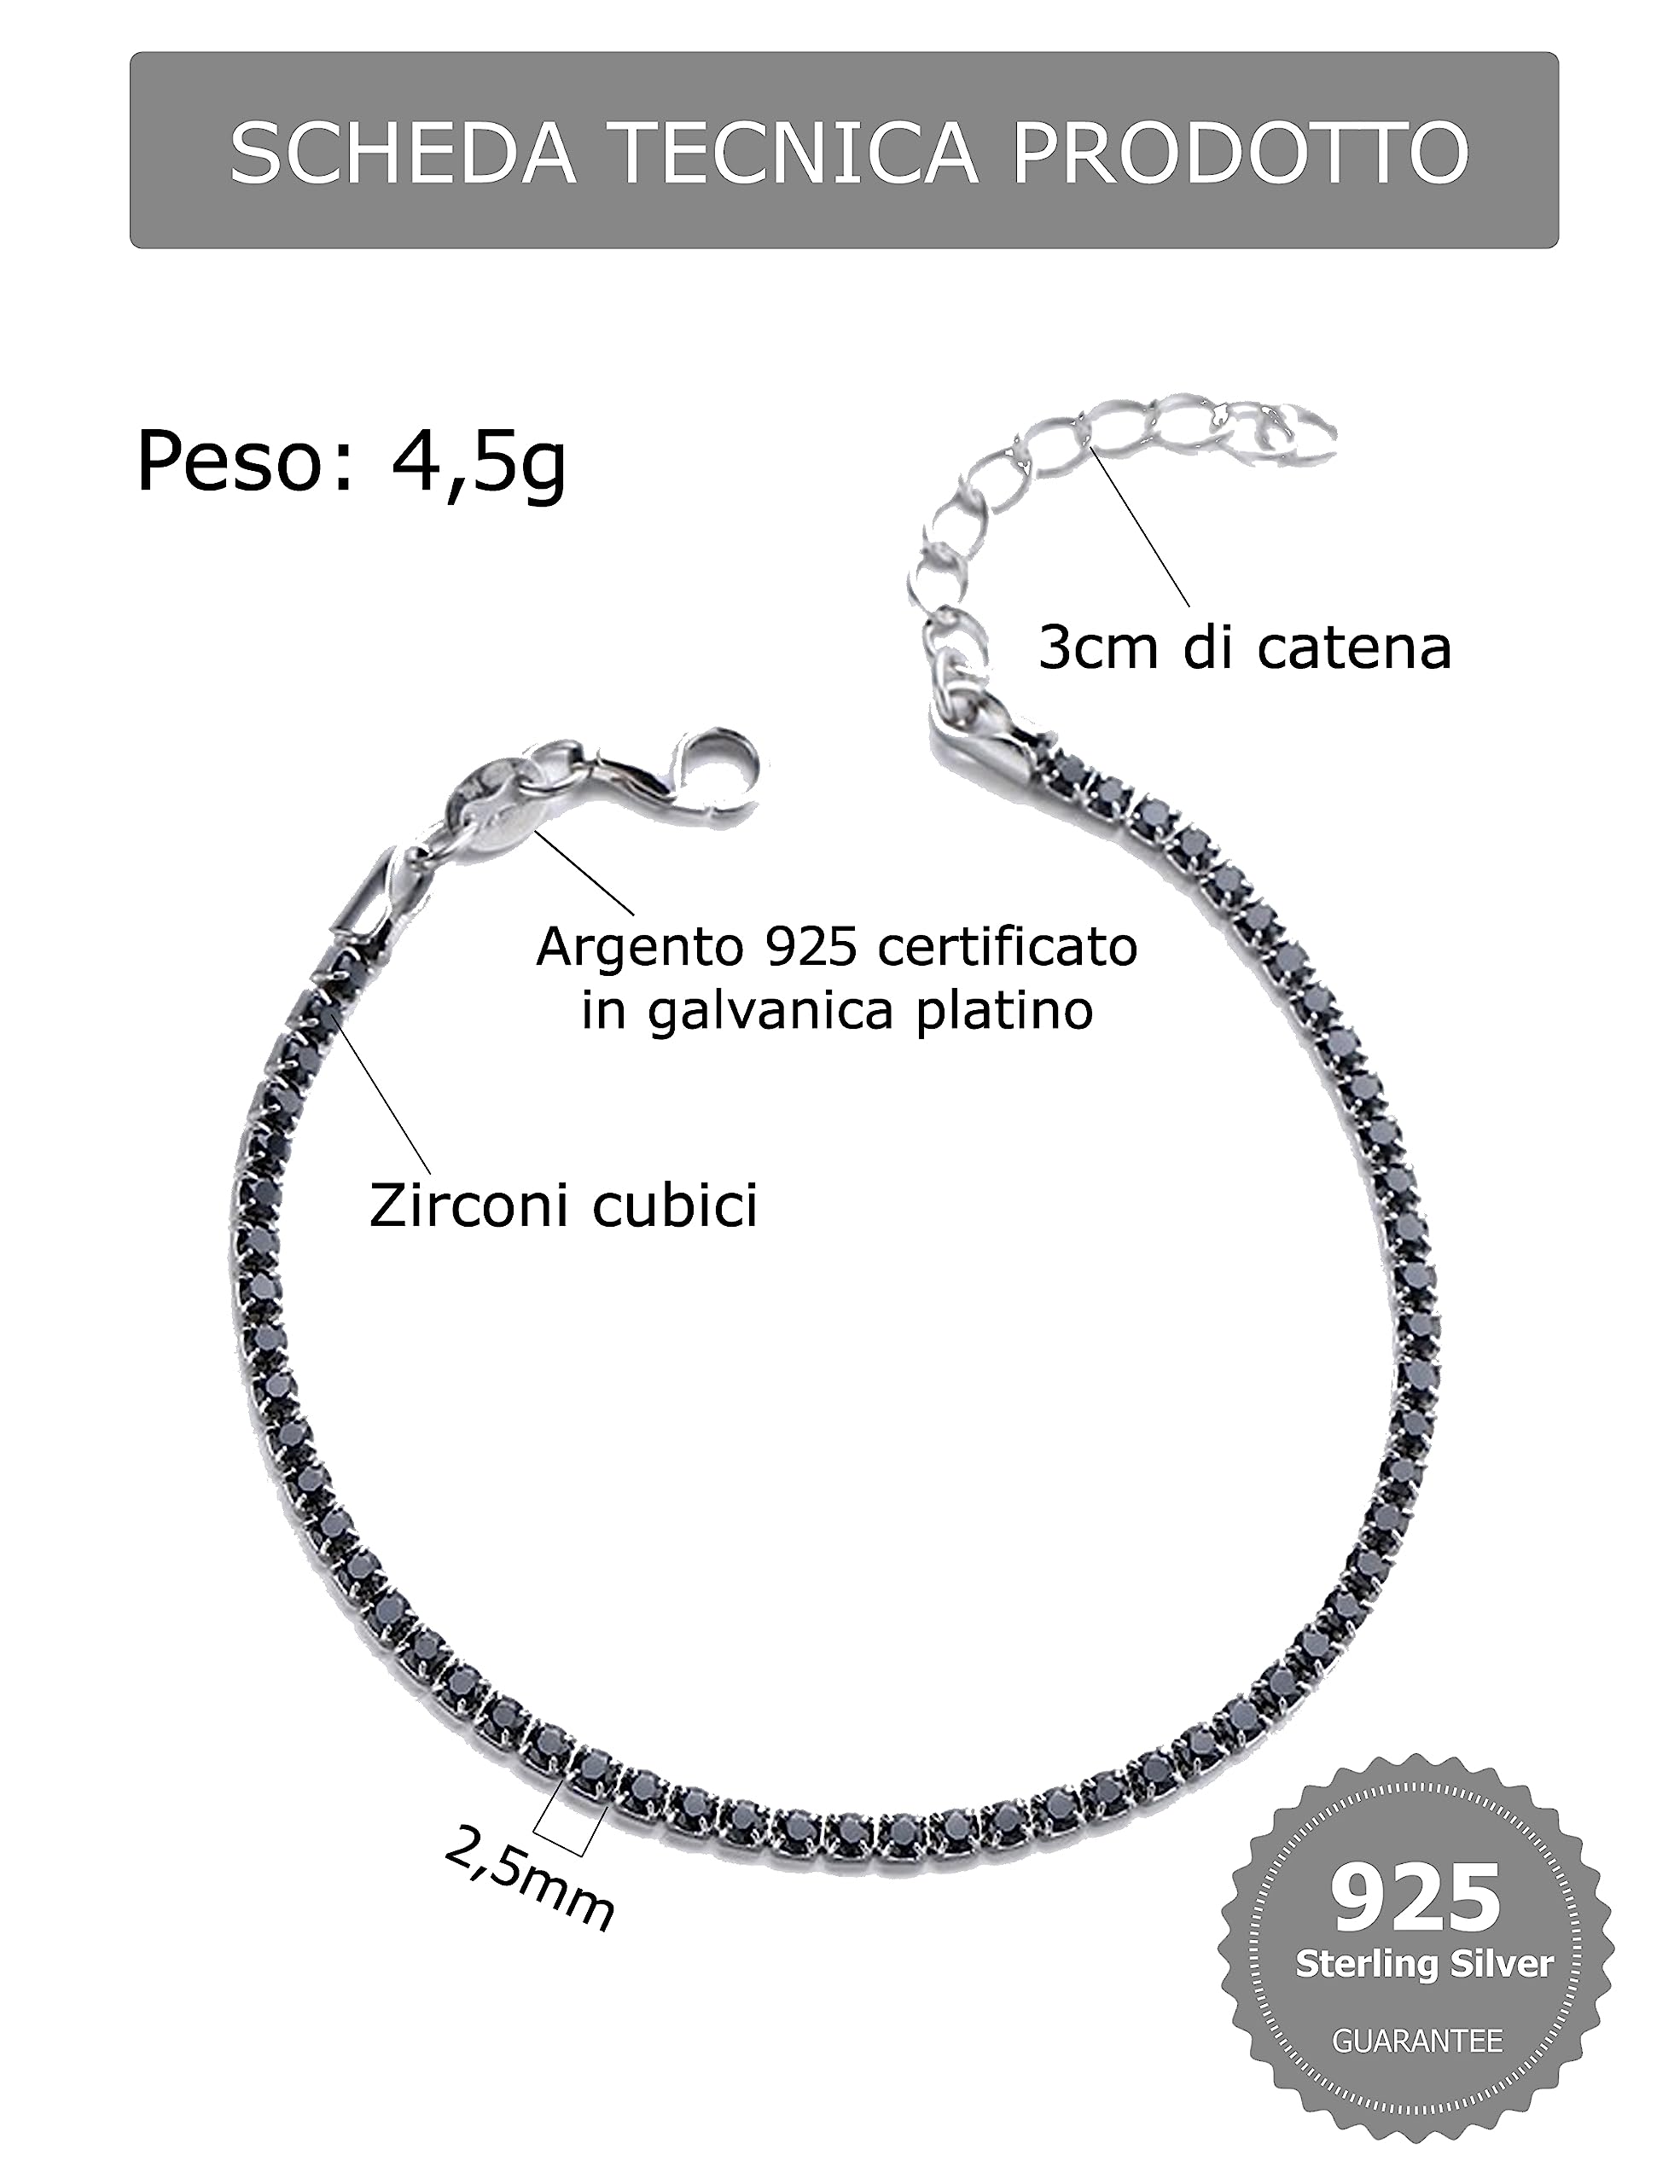 SCHEDA TECNICA PRODOTTO
Peso: 4,5g
3cm di catena
Argento 925 certificato
in galvanica platino
Zirconi cubici
2,5mm
925
Sterling Silver
GUARANTEE